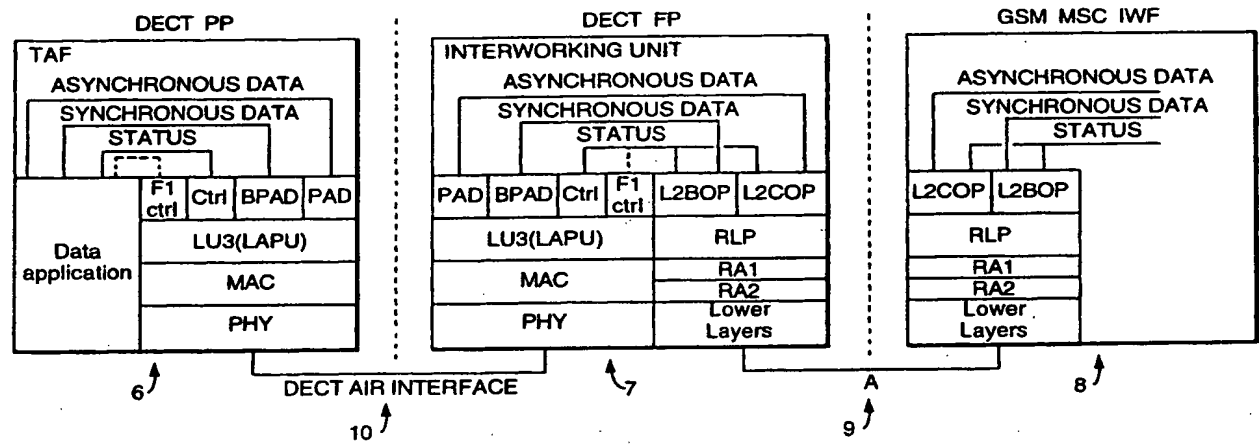 DECT PP
TAF
ASYNCHRONOUS DATA
SYNCHRONOUS DATA
STATUS
Data
application
F1
ctrl
Ctrl
BPAD
PAD
LU3(LAPU)
MAC
PHY
6
DECT AIR INTERFACE
10
DECT FP
INTERWORKING UNIT
ASYNCHRONOUS DATA
SYNCHRONOUS DATA
STATUS
PAD
BPAD
Ctrl
F1
ctrl
L2BOP
L2COP
LU3(LAPU)
MAC
PHY
RLP
RA1
RA2
Lower
Layers
7
A
9
GSM MSC IWF
ASYNCHRONOUS DATA
SYNCHRONOUS DATA
STATUS
L2COP
L2BOP
RLP
RA1
RA2
Lower
Layers
8